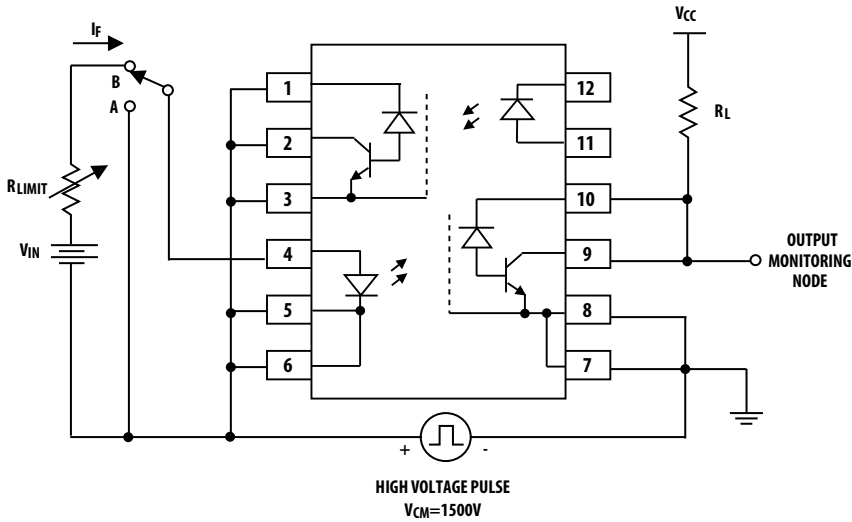 IF
VCC
B
A
1
12
RL
2
11
RLIMIT
3
10
VIN
4
9
OUTPUT
MONITORING
NODE
5
8
6
7
+
-
HIGH VOLTAGE PULSE
VCM=1500V